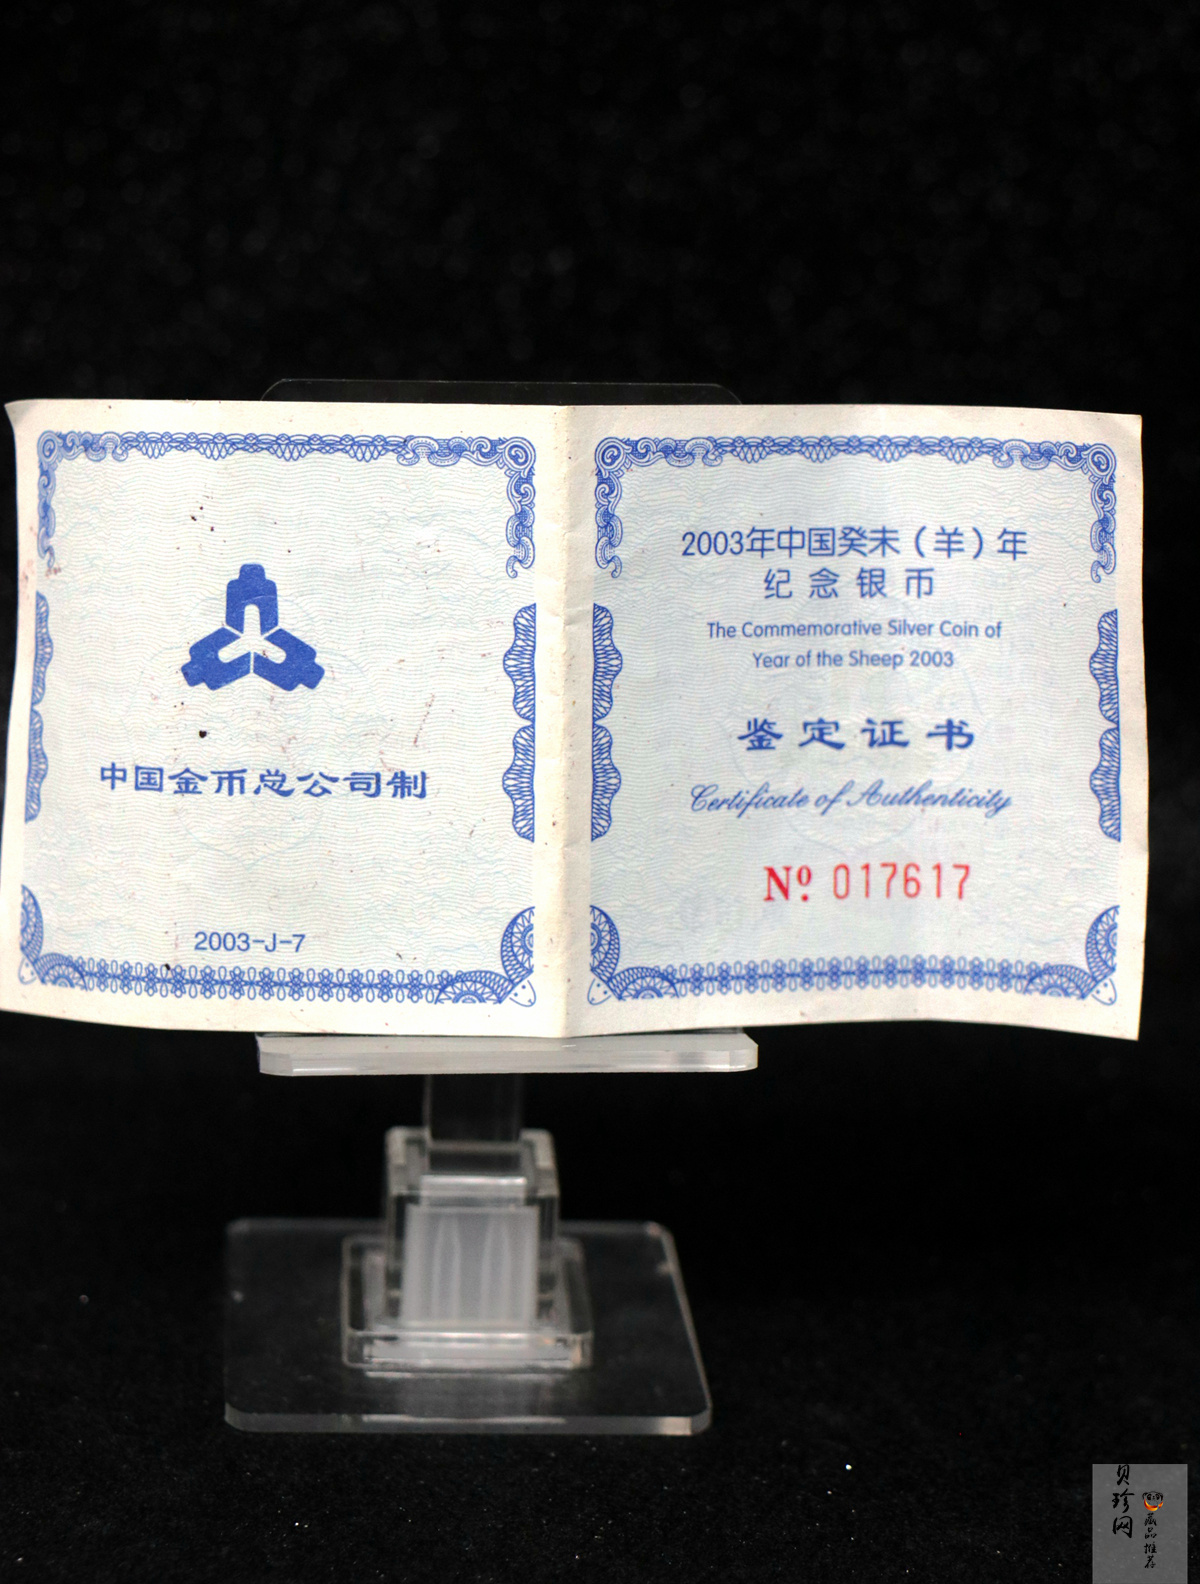 中国金币总公司制
2003-J-7
2003年中国癸未（羊）年
纪念银币
The Commemorative Silver Coin of
Year of the Sheep 2003
鉴定证书
Certificate of Authenticity
Nº 017617
贝珍网
藏品推荐